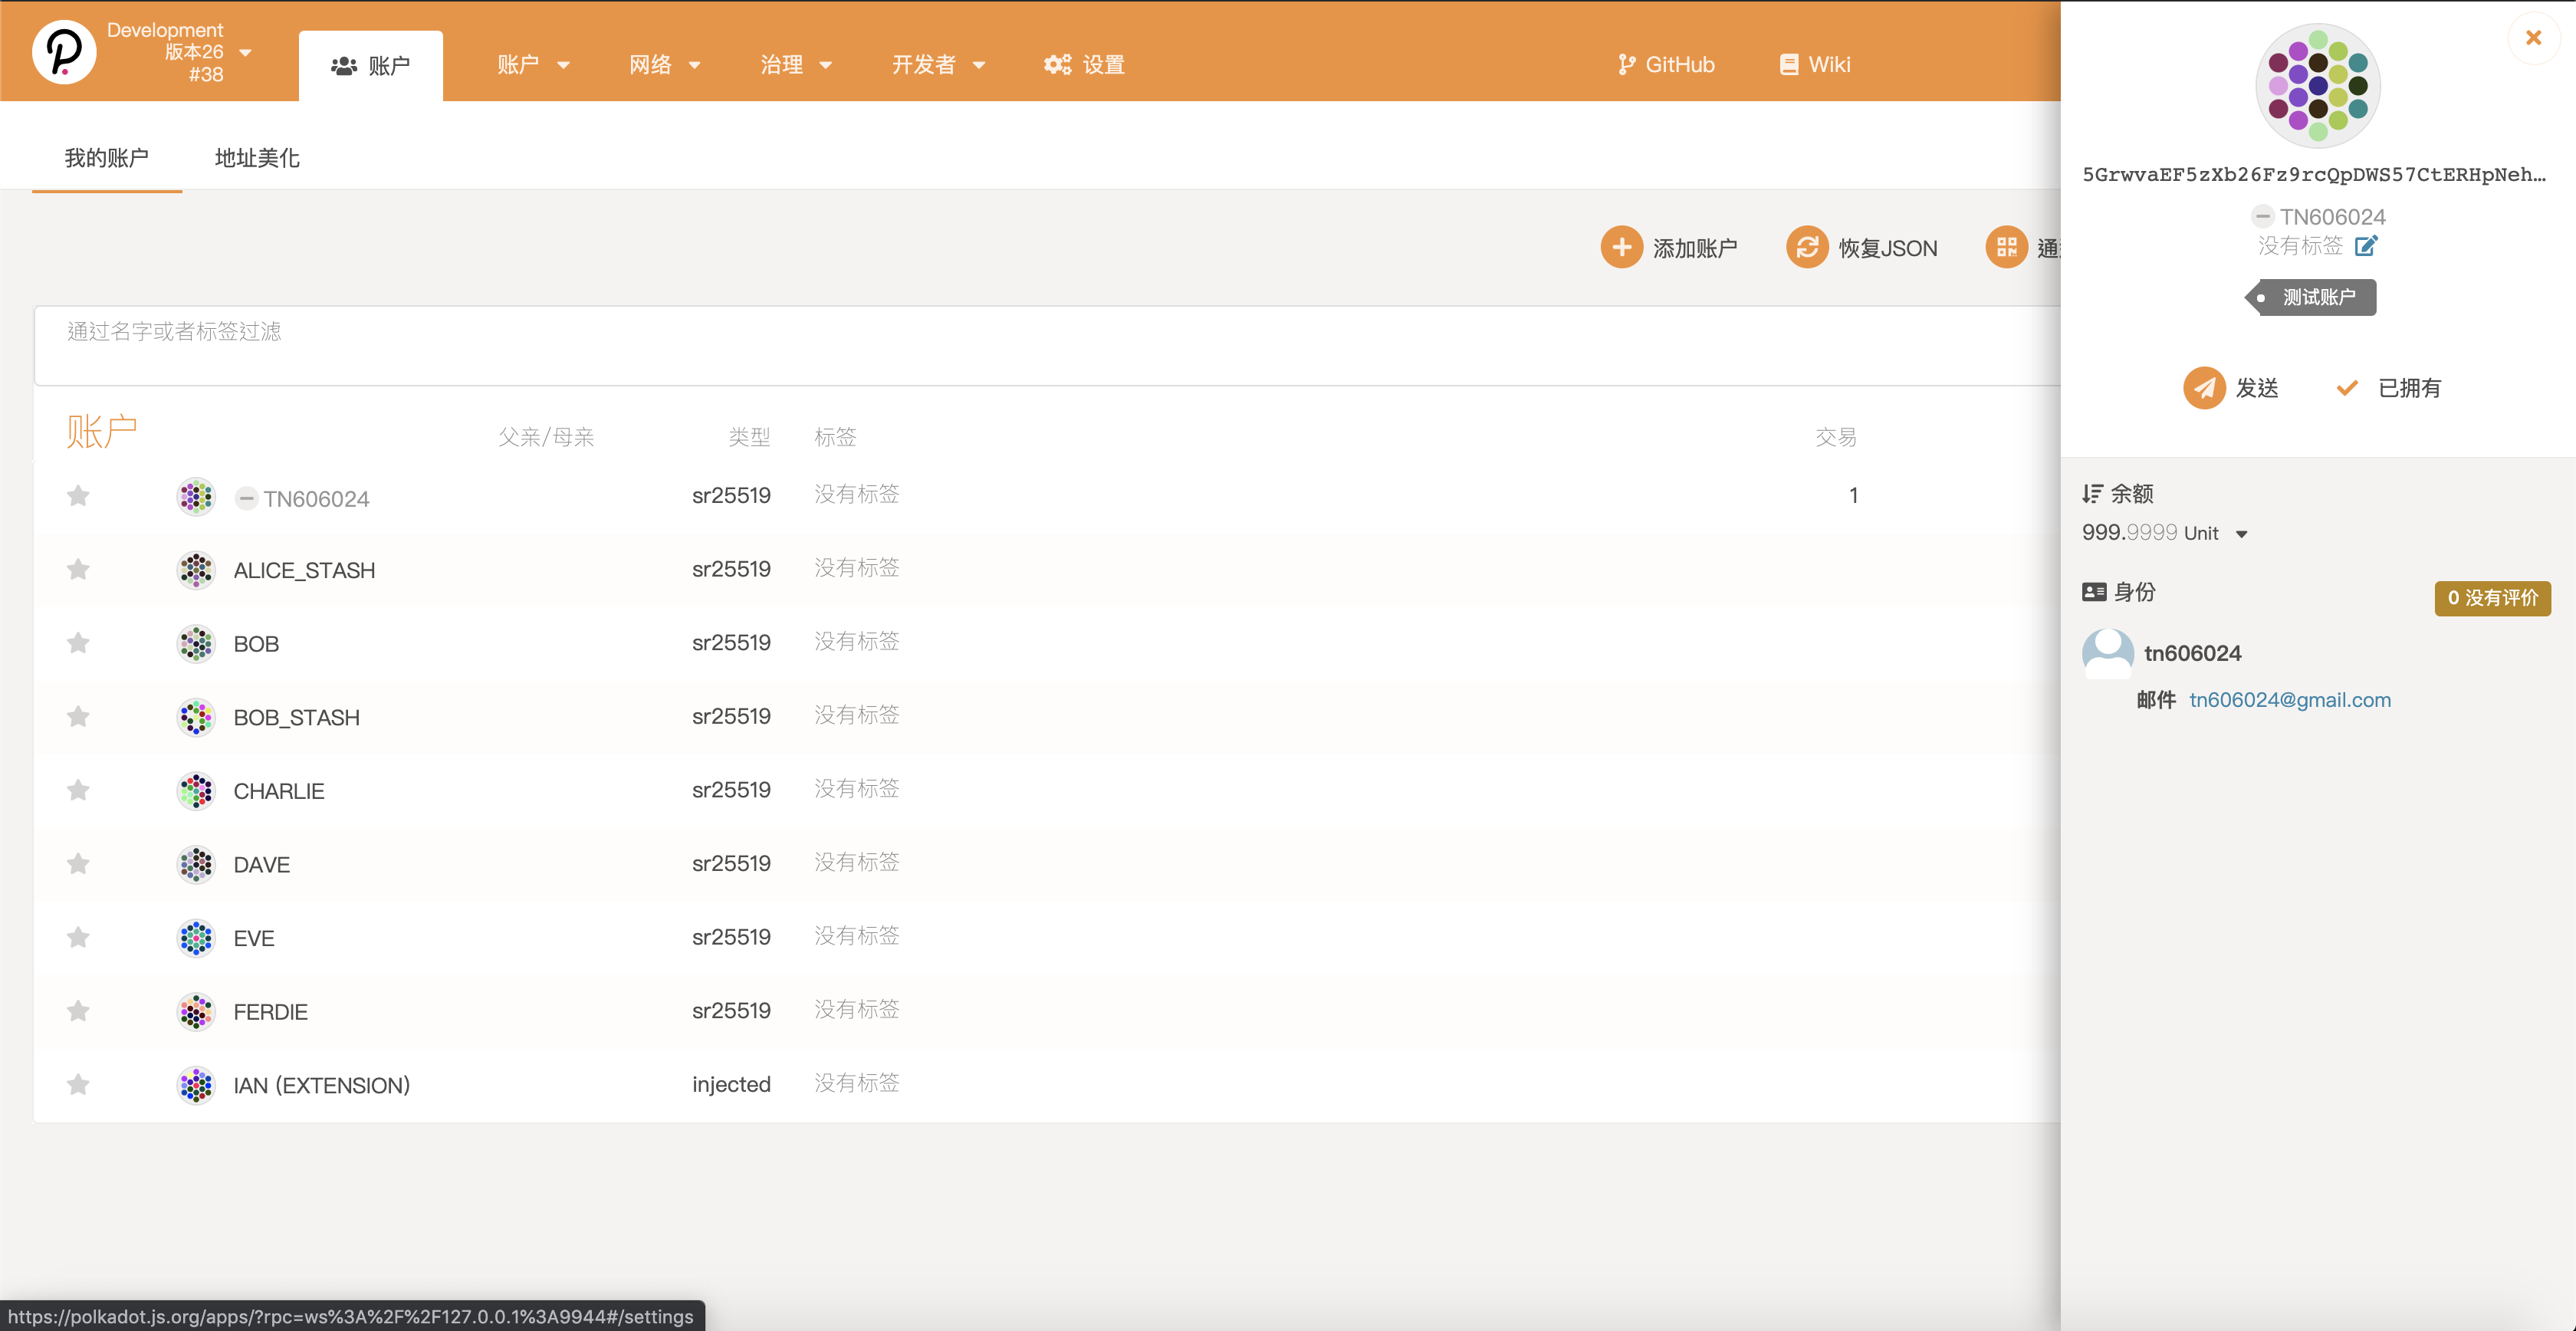 Development
版本26
#38
账户
账户
网络
治理
开发者
设置
GitHub
Wiki
我的账户
地址美化
添加账户
恢复JSON
通过名字或者标签过滤
账户 父亲/母亲 类型 标签 交易
TN606024 sr25519 没有标签 1
ALICE_STASH sr25519 没有标签
BOB sr25519 没有标签
BOB_STASH sr25519 没有标签
CHARLIE sr25519 没有标签
DAVE sr25519 没有标签
EVE sr25519 没有标签
FERDIE sr25519 没有标签
IAN (EXTENSION) injected 没有标签
https://polkadot.js.org/apps/?rpc=ws%3A%2F%2F127.0.0.1%3A9944#/settings
5GrwvaEF5zXb26Fz9rcQpDWS57CtERHpNeh…
TN606024
没有标签
测试账户
发送
已拥有
余额
999.9999 Unit
身份
0 没有评价
tn606024
邮件 tn606024@gmail.com